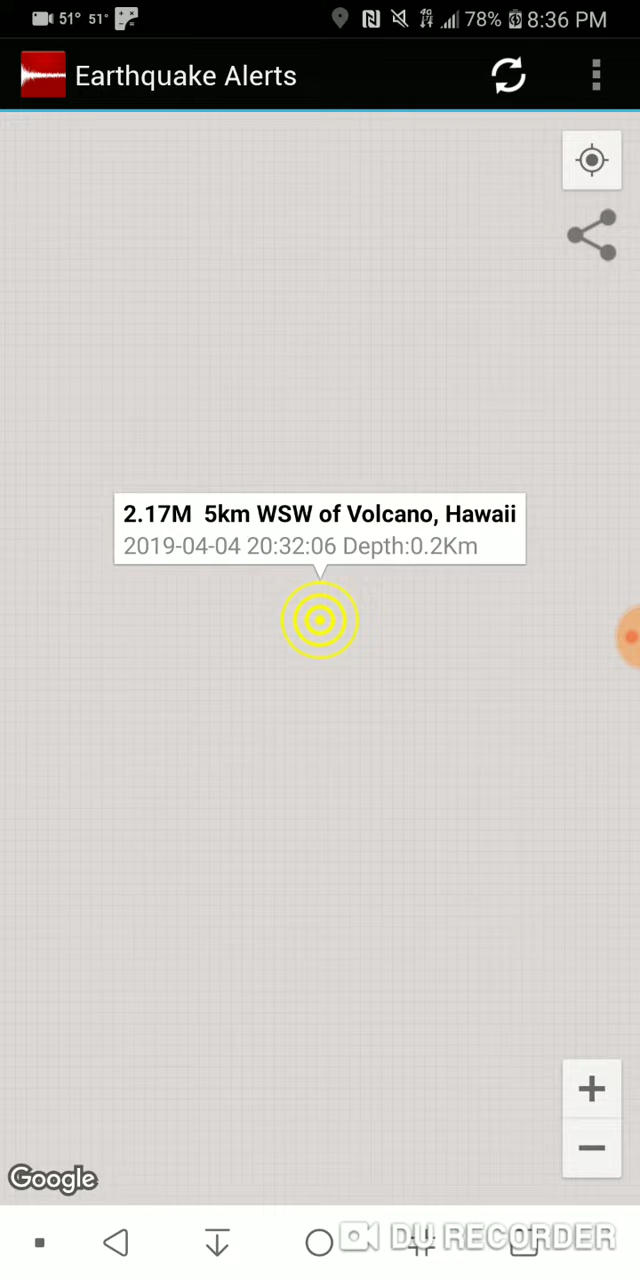 51° 51° 4G 78% 8:36 PM
Earthquake Alerts
2.17M 5km WSW of Volcano, Hawaii
2019-04-04 20:32:06 Depth:0.2Km
Google
DU RECORDER